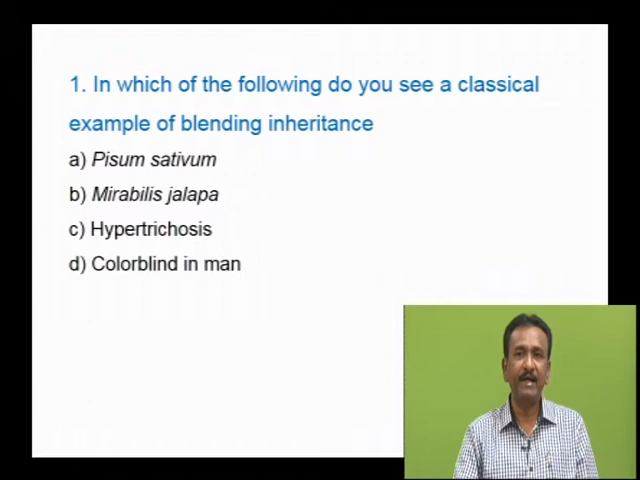 1. In which of the following do you see a classical
example of blending inheritance
a) Pisum sativum
b) Mirabilis jalapa
c) Hypertrichosis
d) Colorblind in man